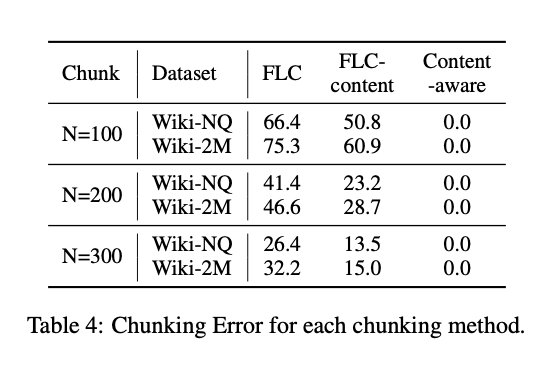 Chunk Dataset FLC FLC-content Content-aware
N=100 Wiki-NQ 66.4 50.8 0.0
Wiki-2M 75.3 60.9 0.0
N=200 Wiki-NQ 41.4 23.2 0.0
Wiki-2M 46.6 28.7 0.0
N=300 Wiki-NQ 26.4 13.5 0.0
Wiki-2M 32.2 15.0 0.0
Table 4: Chunking Error for each chunking method.